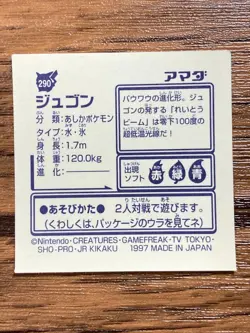 290
アマダ
ジュゴン
分 類:あしかポケモン
タイプ:水・氷
身 長:1.7m
体 重:120.0kg
進 化:
パウワウの進化形。ジュ
ゴンの発する「れいとう
ビーム」は零下100度の
超低温光線だ!
出現ソフト 赤 緑 青
●あそびかた● 2人対戦で遊びます。
(くわしくは、パッケージのウラを見てネ)
©Nintendo・CREATURES・GAMEFREAK・TV TOKYO・
SHO-PRO・JR KIKAKU 1997 MADE IN JAPAN